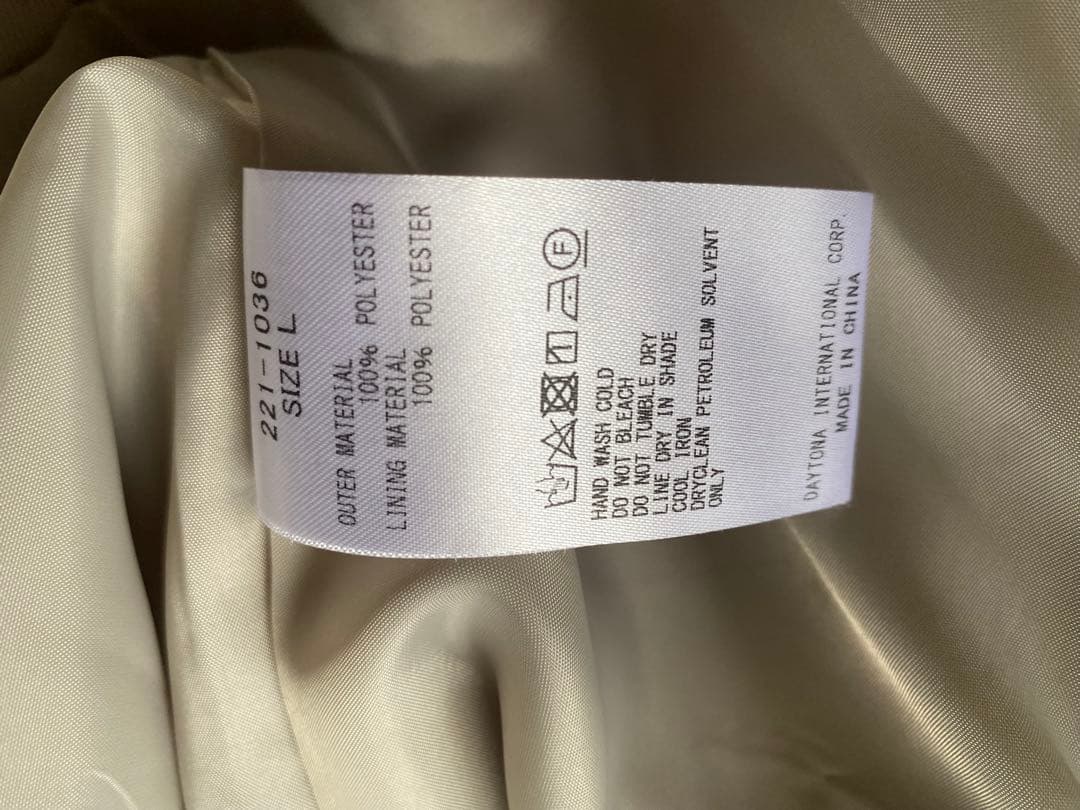 221-1036
SIZE L
OUTER MATERIAL
100% POLYESTER
LINING MATERIAL
100% POLYESTER
F
HAND WASH COLD
DO NOT BLEACH
DO NOT TUMBLE DRY
LINE DRY IN SHADE
COOL IRON
DRYCLEAN PETROLEUM SOLVENT
ONLY
DAYTONA INTERNATIONAL CORP.
MADE IN CHINA